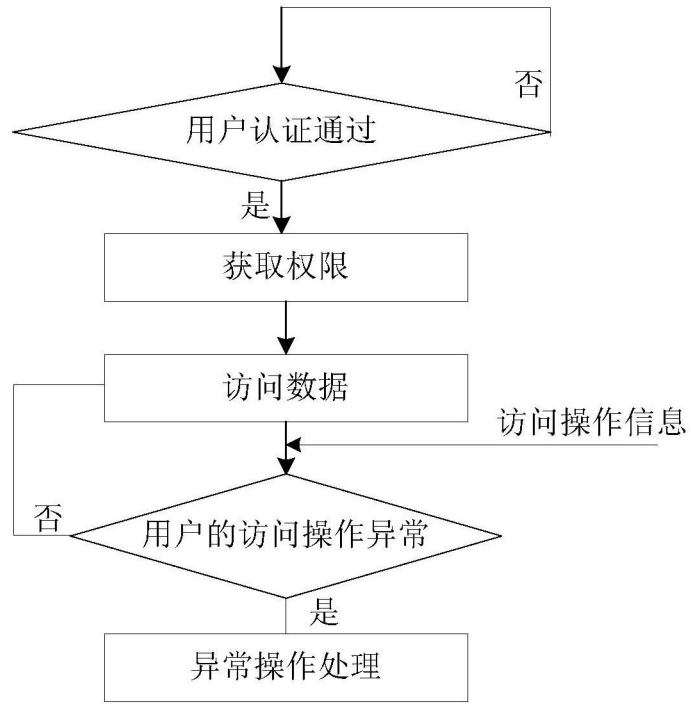 否
用户认证通过
是
获取权限
访问数据
访问操作信息
否
用户的访问操作异常
是
异常操作处理